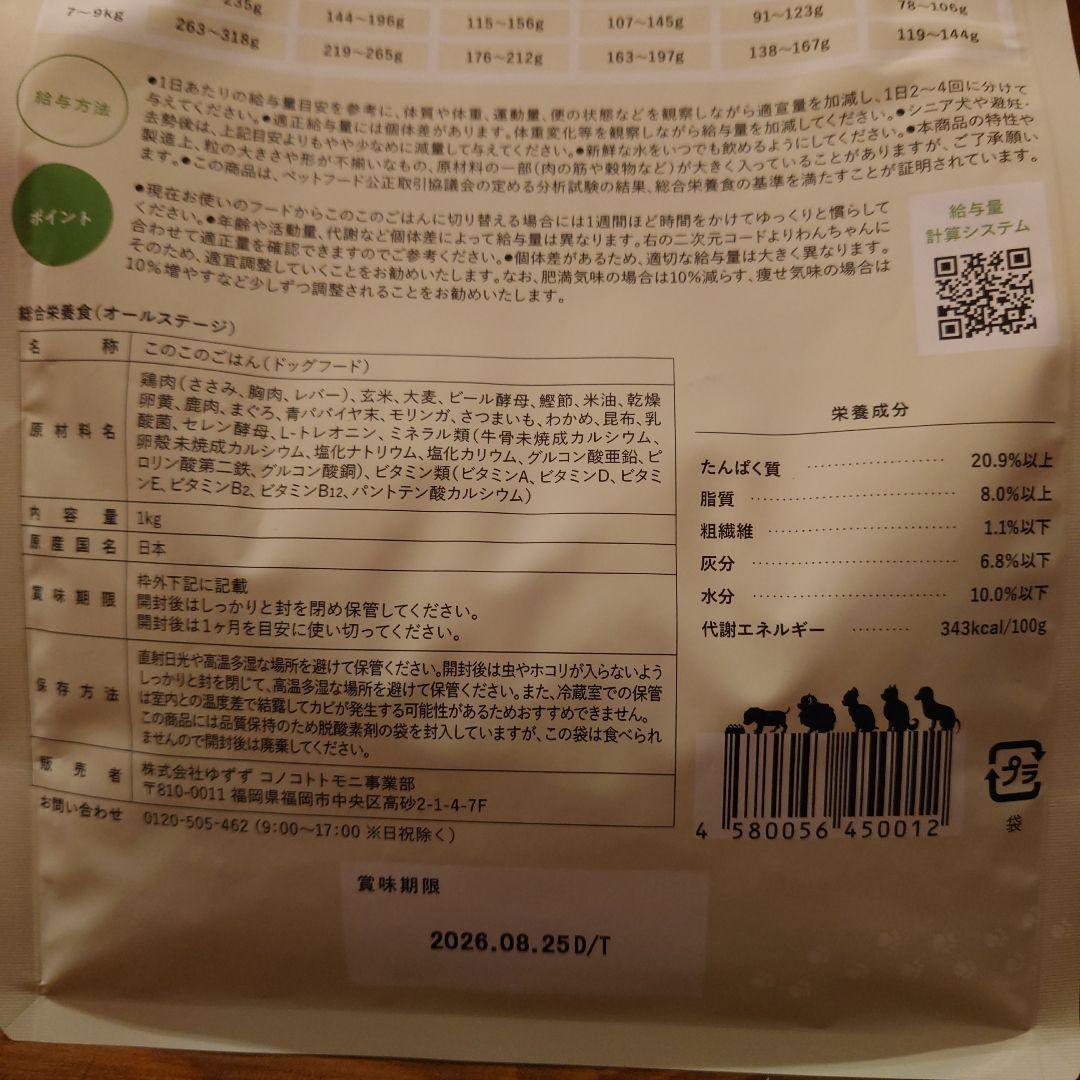 7〜9kg
235g
144〜196g
115〜156g
107〜145g
91〜123g
78〜106g
263〜318g
219〜265g
176〜212g
163〜197g
138〜167g
119〜144g
給与方法
●1日あたりの給与量目安を参考に、体質や体重、運動量、便の状態などを観察しながら適宜量を加減し、1日2〜4回に分けて
与えてください。●適正給与量には個体差があります。体重変化等を観察しながら給与量を加減してください。●シニア犬や避妊・
去勢後は、上記目安よりもやや少なめに減量して与えてください。●新鮮な水をいつでも飲めるようにしてください。●本商品の特性や
製造上、粒の大きさや形が不揃いなもの、原材料の一部(肉の筋や穀物など)が大きく入っていることがありますが、ご了承願い
ます。●この商品は、ペットフード公正取引協議会の定める分析試験の結果、総合栄養食の基準を満たすことが証明されています。
ポイント
●現在お使いのフードからこのこのごはんに切り替える場合には1週間ほど時間をかけてゆっくりと慣らして
ください。●年齢や活動量、代謝など個体差によって給与量は異なります。右の二次元コードよりわんちゃんに
合わせて適正量を確認できますのでご参考ください。●個体差があるため、適切な給与量は大きく異なります。
そのため、適宜調整していくことをお勧めいたします。なお、肥満気味の場合は10%減らす、痩せ気味の場合は
10%増やすなど少しずつ調整されることをお勧めいたします。
給与量
計算システム
総合栄養食(オールステージ)
名称 このこのごはん(ドッグフード)
原材料名
鶏肉(ささみ、胸肉、レバー)、玄米、大麦、ビール酵母、鰹節、米油、乾燥
卵黄、鹿肉、まぐろ、青パパイヤ末、モリンガ、さつまいも、わかめ、昆布、乳
酸菌、セレン酵母、L-トレオニン、ミネラル類(牛骨未焼成カルシウム、
卵殻未焼成カルシウム、塩化ナトリウム、塩化カリウム、グルコン酸亜鉛、ピ
ロリン酸第二鉄、グルコン酸銅)、ビタミン類(ビタミンA、ビタミンD、ビタミ
ンE、ビタミンB2、ビタミンB12、パントテン酸カルシウム)
内容量 1kg
原産国名 日本
賞味期限
枠外下記に記載
開封後はしっかりと封を閉め保管してください。
開封後は1ヶ月を目安に使い切ってください。
保存方法
直射日光や高温多湿な場所を避けて保管ください。開封後は虫やホコリが入らないよう
しっかりと封を閉じて、高温多湿な場所を避けて保管ください。また、冷蔵室での保管
は室内との温度差で結露してカビが発生する可能性があるためおすすめできません。
この商品には品質保持のため脱酸素剤の袋を封入していますが、この袋は食べられ
ませんので開封後は廃棄してください。
販売者
株式会社ゆずず コノコトトモニ事業部
〒810-0011 福岡県福岡市中央区高砂2-1-4-7F
お問い合わせ 0120-505-462(9:00〜17:00 ※日祝除く)
栄養成分
たんぱく質 20.9%以上
脂質 8.0%以上
粗繊維 1.1%以下
灰分 6.8%以下
水分 10.0%以下
代謝エネルギー 343kcal/100g
4 580056 450012
プラ
袋
賞味期限
2026.08.25D/T